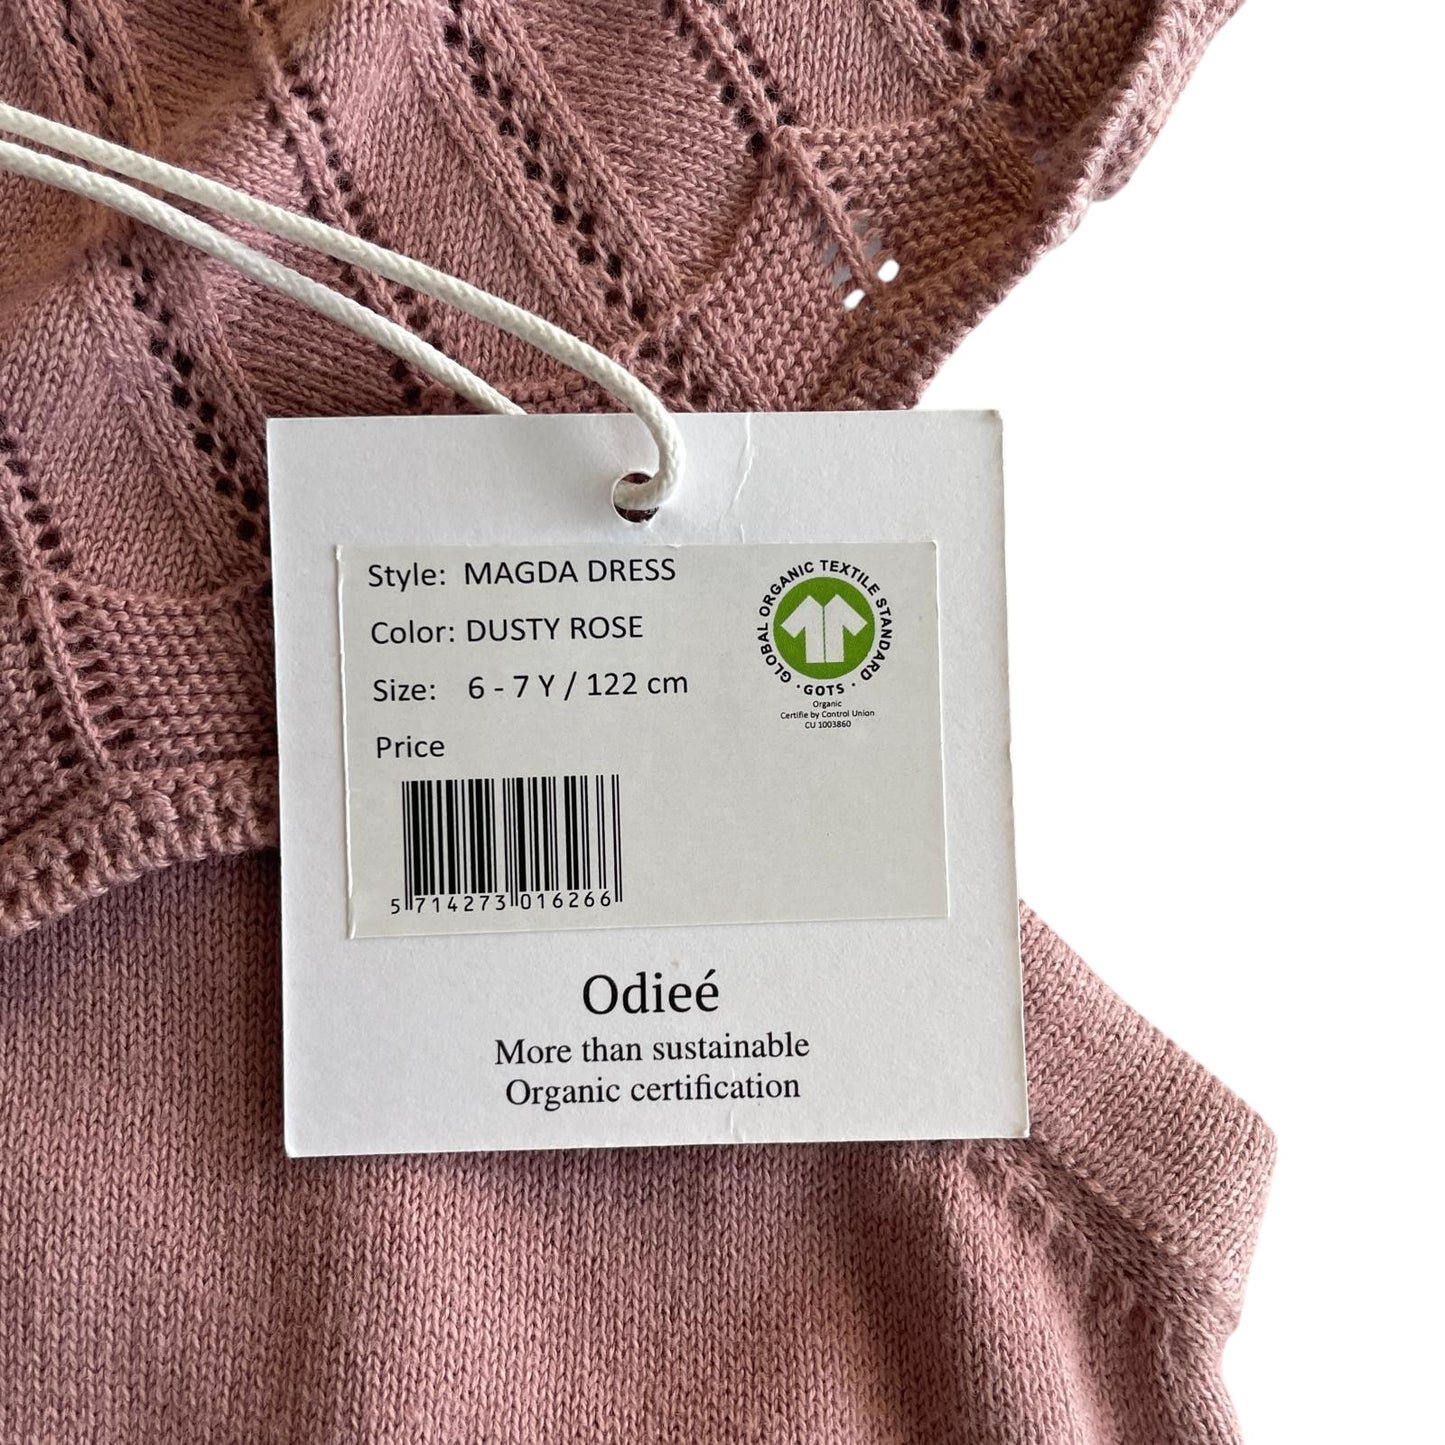 Style: MAGDA DRESS
Color: DUSTY ROSE
Size: 6 - 7 Y / 122 cm
Price
5 714273 016266
GLOBAL ORGANIC TEXTILE STANDARD
· GOTS ·
Organic
Certifie by Control Union
CU 1003860
Odieé
More than sustainable
Organic certification